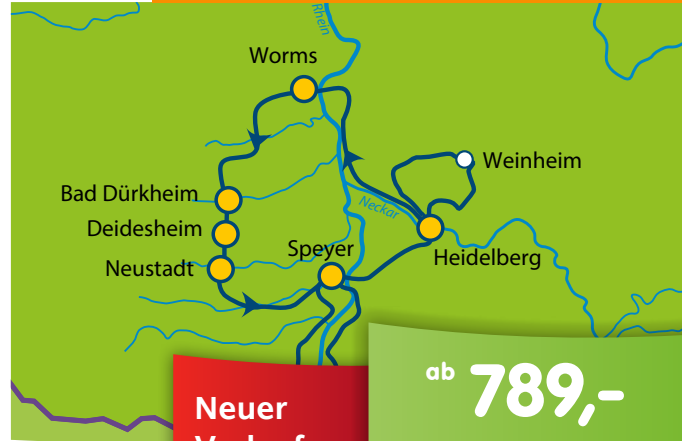 Rhein
Worms
Weinheim
Bad Dürkheim
Neckar
Deidesheim
Speyer
Heidelberg
Neustadt
ab 789,-
Neuer